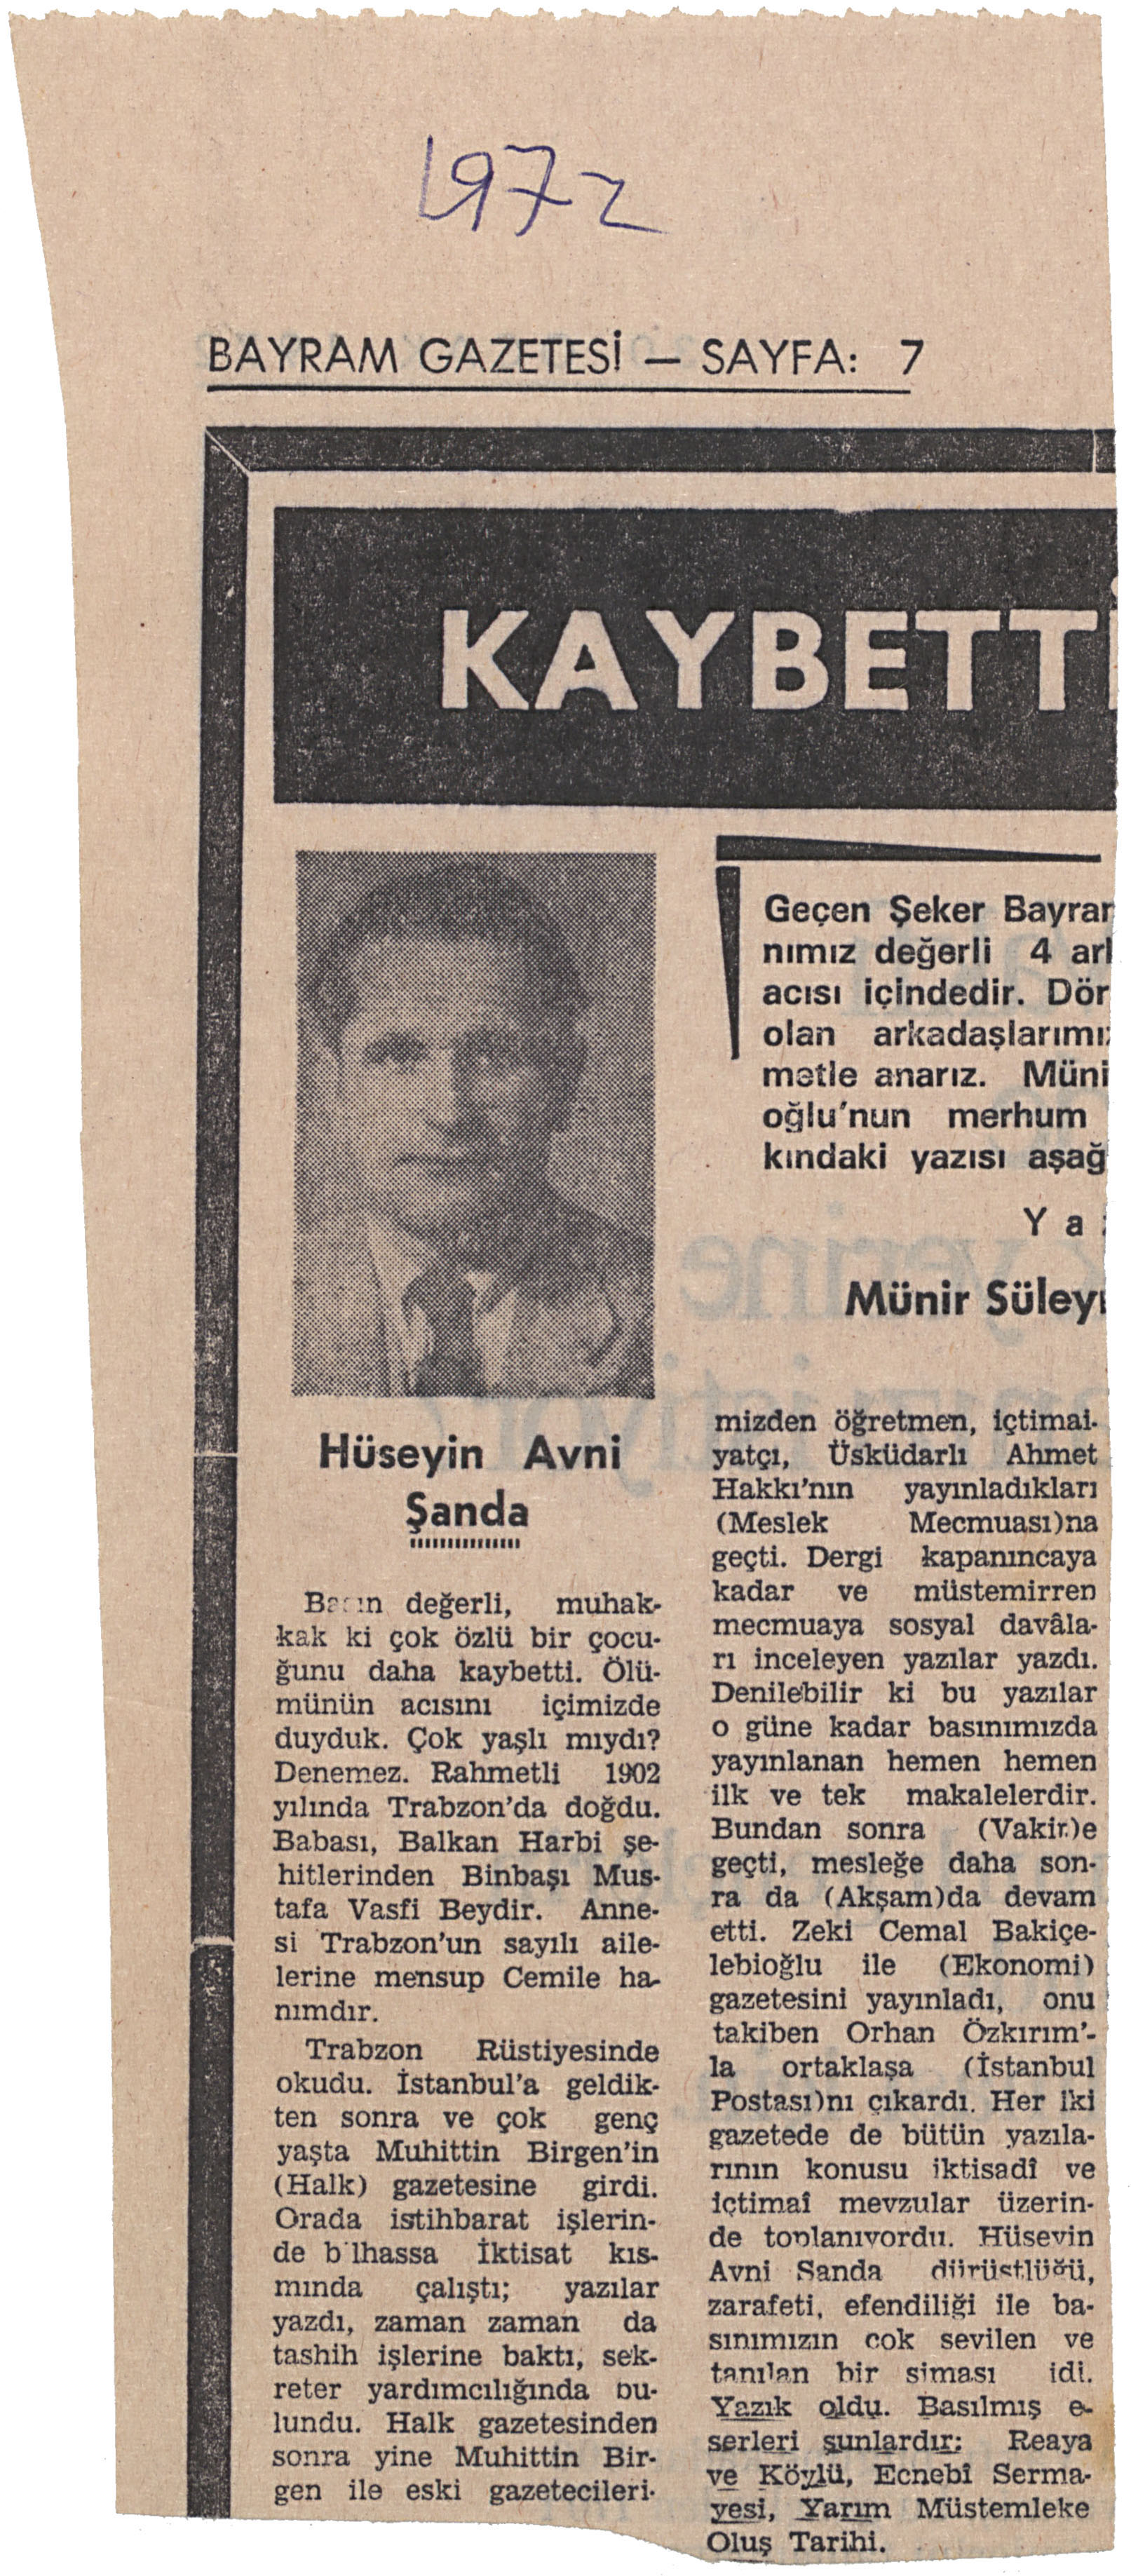 1972
BAYRAM GAZETESİ — SAYFA: 7
KAYBETTİ
Geçen Şeker Bayrar
nımız değerli 4 arl
acısı içindedir. Dör
olan arkadaşlarımı
metle anarız. Müni
oğlu'nun merhum
kındaki yazısı aşağ
Ya
Münir Süley
Hüseyin Avni
Şanda
Basın değerli, muhak-
kak ki çok özlü bir çocu-
ğunu daha kaybetti. Ölü-
münün acısını içimizde
duyduk. Çok yaşlı mıydı?
Denemez. Rahmetli 1902
yılında Trabzon'da doğdu.
Babası, Balkan Harbi şe-
hitlerinden Binbaşı Mus-
tafa Vasfi Beydir. Anne-
si Trabzon'un sayılı aile-
lerine mensup Cemile ha-
nımdır.
Trabzon Rüstiyesinde
okudu. İstanbul'a geldik-
ten sonra ve çok genç
yaşta Muhittin Birgen'in
(Halk) gazetesine girdi.
Orada istihbarat işlerin-
de bilhassa İktisat kıs-
mında çalıştı; yazılar
yazdı, zaman zaman da
tashih işlerine baktı, sek-
reter yardımcılığında bu-
lundu. Halk gazetesinden
sonra yine Muhittin Bir-
gen ile eski gazetecileri-
mizden öğretmen, içtimai-
yatçı, Üsküdarlı Ahmet
Hakkı'nın yayınladıkları
(Meslek Mecmuası)na
geçti. Dergi kapanıncaya
kadar ve müstemirren
mecmuaya sosyal davâla-
rı inceleyen yazılar yazdı.
Denilebilir ki bu yazılar
o güne kadar basınımızda
yayınlanan hemen hemen
ilk ve tek makalelerdir.
Bundan sonra (Vakit)e
geçti, mesleğe daha son-
ra da (Akşam)da devam
etti. Zeki Cemal Bakiçe-
lebioğlu ile (Ekonomi)
gazetesini yayınladı, onu
takiben Orhan Özkırım'-
la ortaklaşa (İstanbul
Postası)nı çıkardı. Her iki
gazetede de bütün yazıla-
rının konusu iktisadî ve
içtimaî mevzular üzerin-
de toplanıyordu. Hüseyin
Avni Şanda dürüstlüğü,
zarafeti, efendiliği ile ba-
sınımızın çok sevilen ve
tanılan bir siması idi.
Yazık oldu. Basılmış e-
serleri şunlardır: Reaya
ve Köylü, Ecnebî Serma-
yesi, Yarım Müstemleke
Oluş Tarihi.